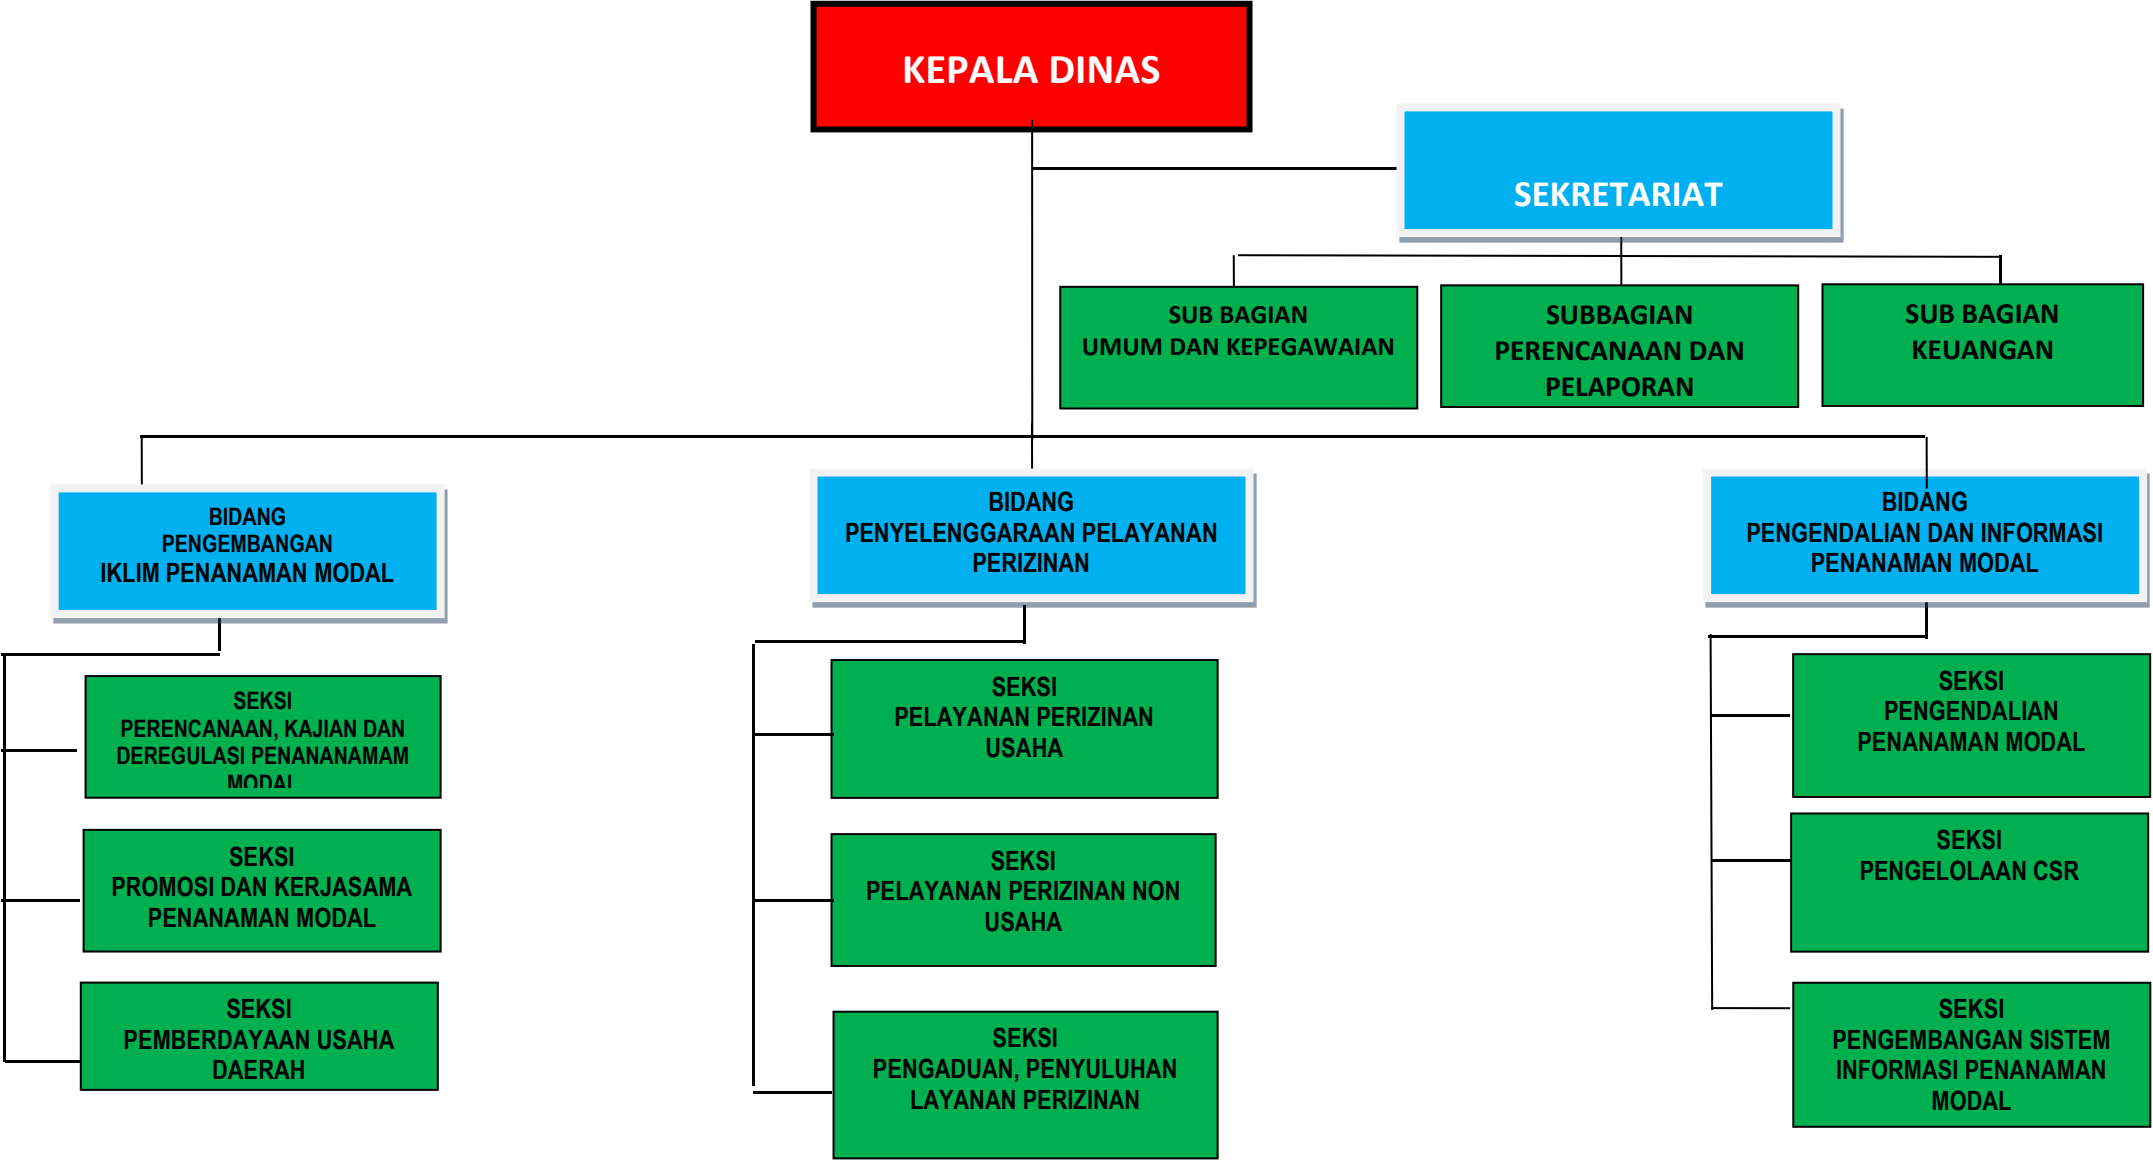 KEPALA DINAS
SEKRETARIAT
SUB BAGIAN
UMUM DAN KEPEGAWAIAN
SUBBAGIAN
PERENCANAAN DAN
PELAPORAN
SUB BAGIAN
KEUANGAN
BIDANG
PENGEMBANGAN
IKLIM PENANAMAN MODAL
BIDANG
PENYELENGGARAAN PELAYANAN
PERIZINAN
BIDANG
PENGENDALIAN DAN INFORMASI
PENANAMAN MODAL
SEKSI
PERENCANAAN, KAJIAN DAN
DEREGULASI PENANANAMAM
MODAL
SEKSI
PROMOSI DAN KERJASAMA
PENANAMAN MODAL
SEKSI
PEMBERDAYAAN USAHA
DAERAH
SEKSI
PELAYANAN PERIZINAN
USAHA
SEKSI
PELAYANAN PERIZINAN NON
USAHA
SEKSI
PENGADUAN, PENYULUHAN
LAYANAN PERIZINAN
SEKSI
PENGENDALIAN
PENANAMAN MODAL
SEKSI
PENGELOLAAN CSR
SEKSI
PENGEMBANGAN SISTEM
INFORMASI PENANAMAN
MODAL